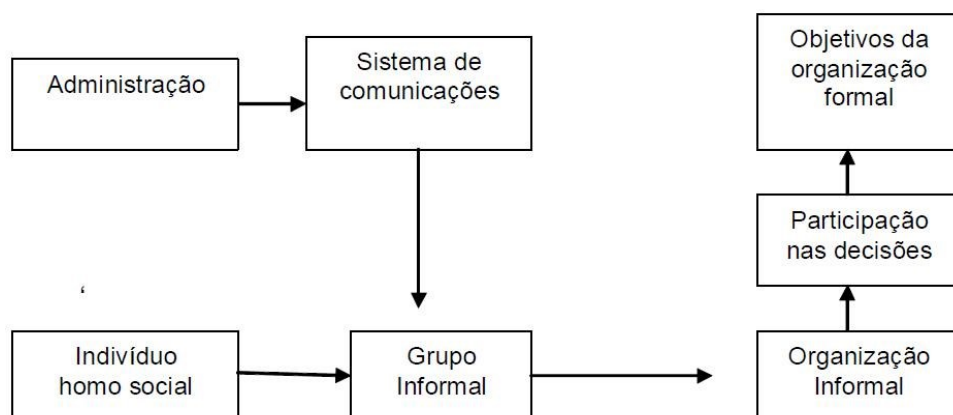 Administração
Sistema de
comunicações
Objetivos da
organização
formal
Participação
nas decisões
Indivíduo
homo social
Grupo
Informal
Organização
Informal